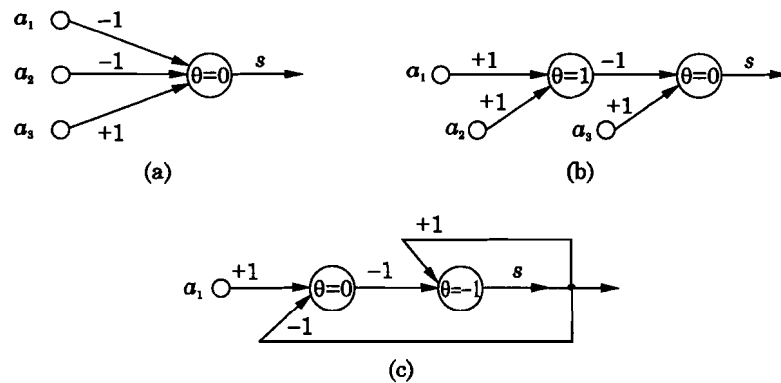 a₁ −1
a₂ −1 θ=0 s
a₃ +1
(a)
a₁ +1 θ=1 −1 θ=0 s
a₂ +1 a₃ +1
(b)
+1
a₁ +1 θ=0 −1 θ=-1 s
−1
(c)